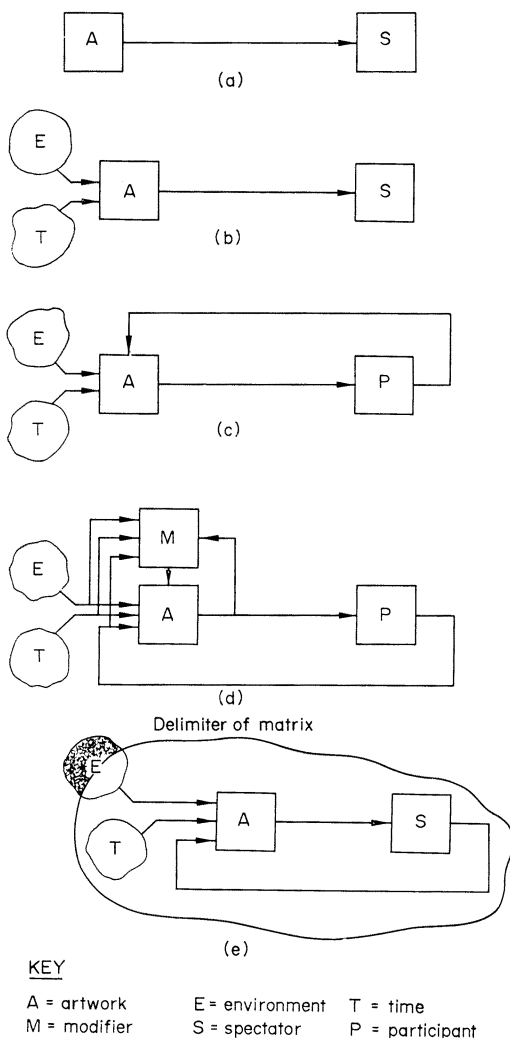 A S
(a)
E
A S
T
(b)
E
A P
T
(c)
M
E
A P
T
(d)
Delimiter of matrix
E
A S
T
(e)
KEY
A = artwork E = environment T = time
M = modifier S = spectator P = participant